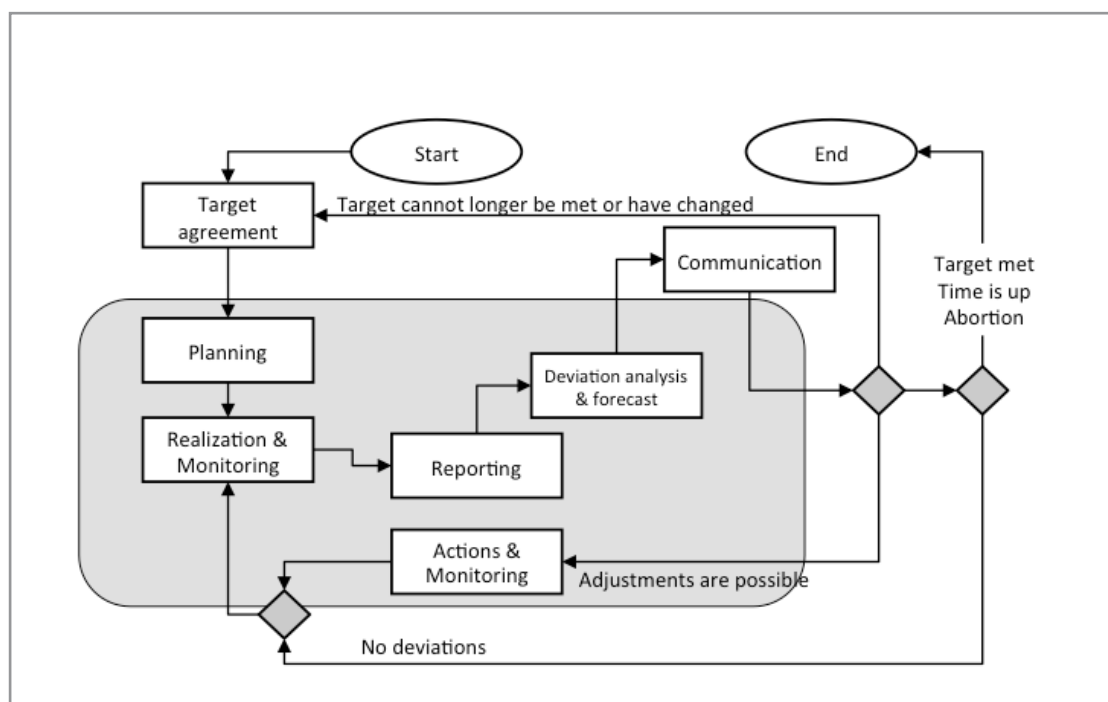 Start
End
Target
agreement
Target cannot longer be met or have changed
Communication
Target met
Time is up
Abortion
Planning
Deviation analysis
& forecast
Realization &
Monitoring
Reporting
Actions &
Monitoring
Adjustments are possible
No deviations